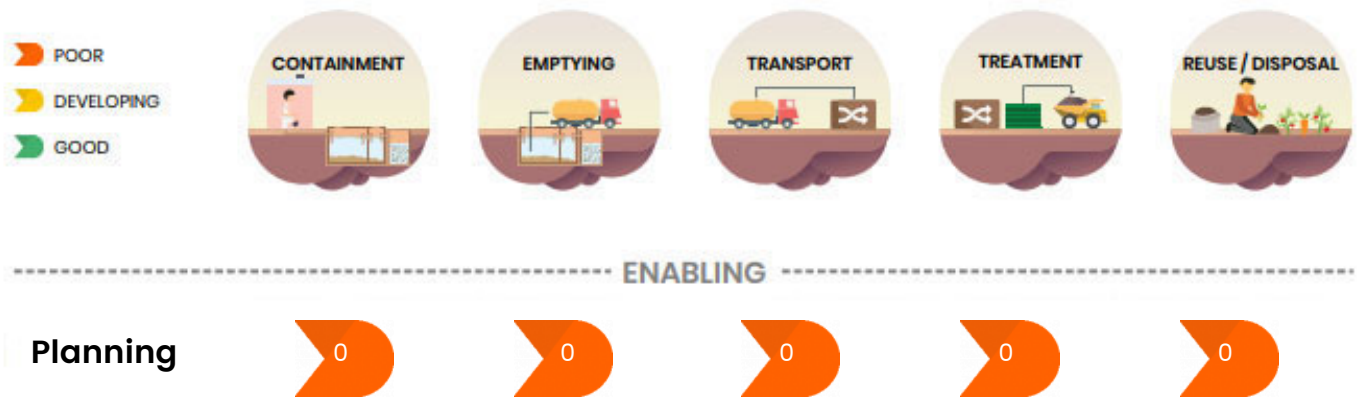 POOR
DEVELOPING
GOOD
CONTAINMENT
EMPTYING
TRANSPORT
TREATMENT
REUSE / DISPOSAL
ENABLING
Planning 0 0 0 0 0